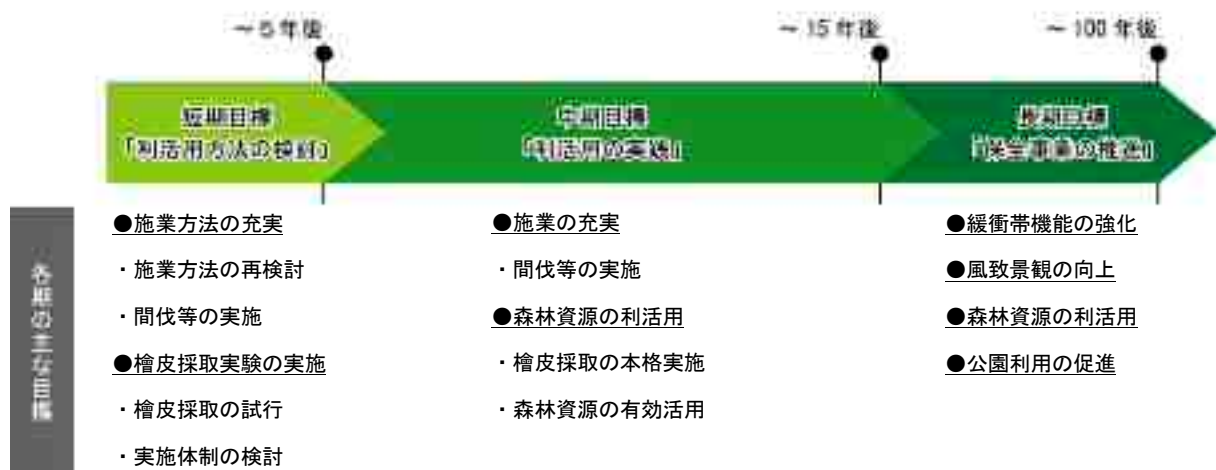 ～5年後
～15年後
～100年後
短期目標
「利活用方法の検討」
中期目標
「利活用の実践」
長期目標
「保全事業の推進」
各期の主な目標
●施業方法の充実
・施業方法の再検討
・間伐等の実施
●檜皮採取実験の実施
・檜皮採取の試行
・実施体制の検討
●施業の充実
・間伐等の実施
●森林資源の利活用
・檜皮採取の本格実施
・森林資源の有効活用
●緩衝帯機能の強化
●風致景観の向上
●森林資源の利活用
●公園利用の促進